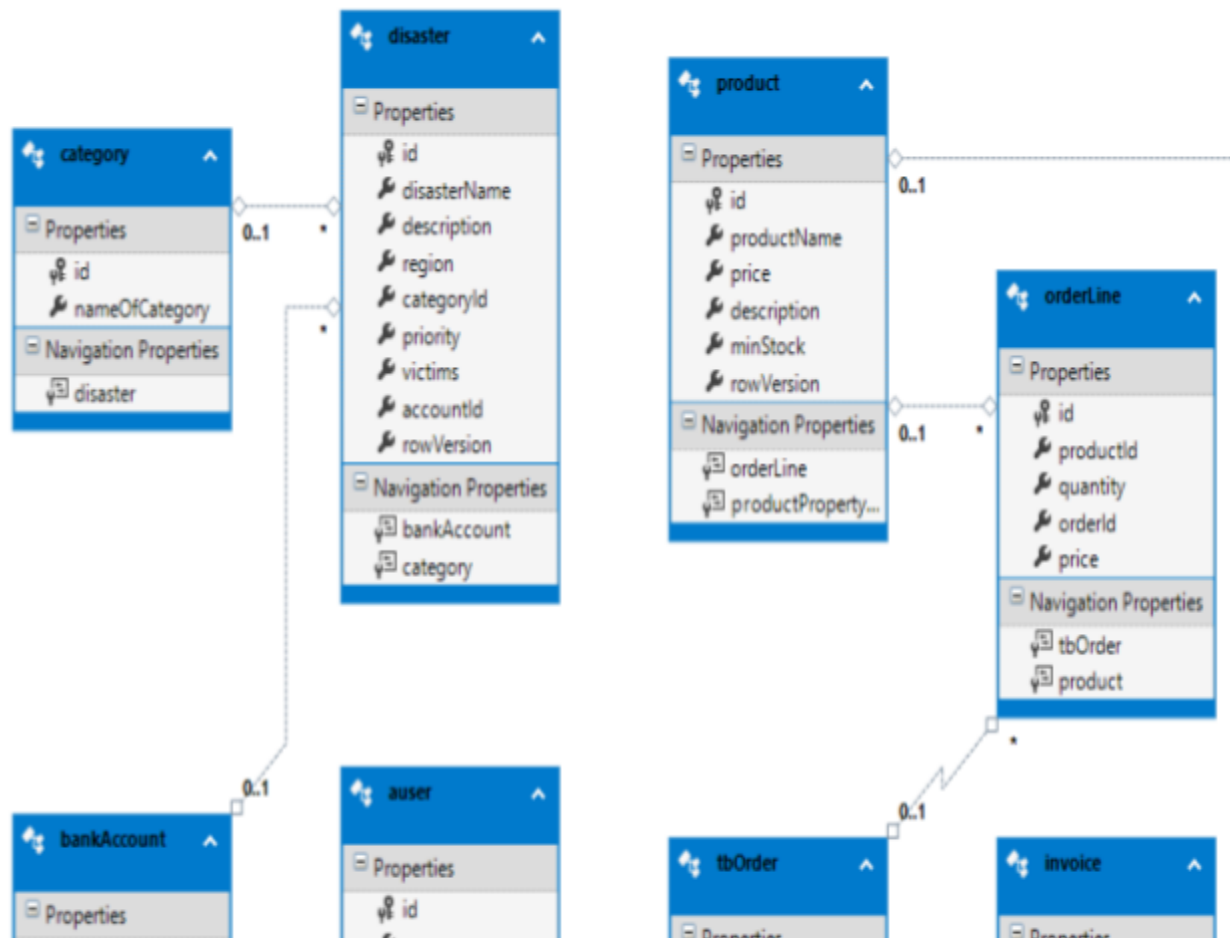 disaster
Properties
id
disasterName
description
region
categoryId
priority
victims
accountId
rowVersion
Navigation Properties
bankAccount
category
category
Properties
id
nameOfCategory
Navigation Properties
disaster
0..1
*
*
0..1
product
Properties
id
productName
price
description
minStock
rowVersion
Navigation Properties
orderLine
productProperty...
0..1
0..1
*
orderLine
Properties
id
productId
quantity
orderId
price
Navigation Properties
tbOrder
product
*
0..1
bankAccount
Properties
auser
Properties
id
tbOrder
Properties
invoice
Properties